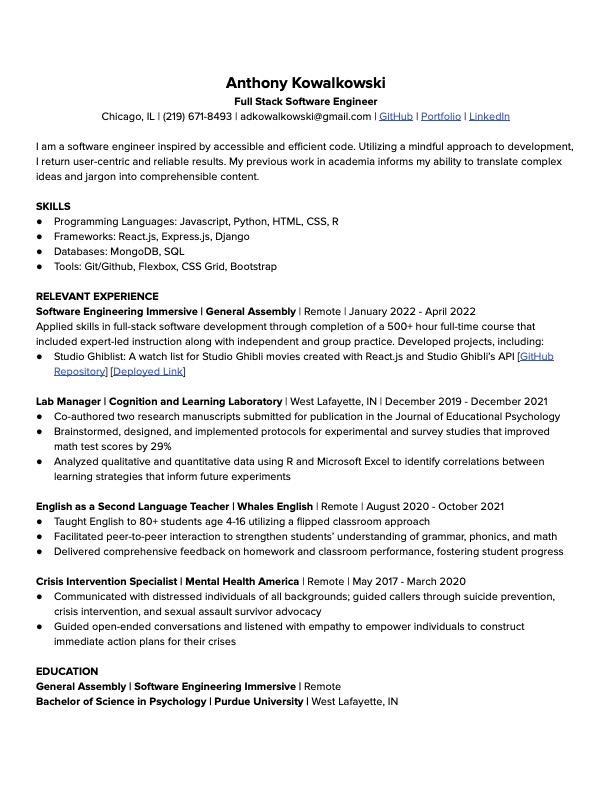 Anthony Kowalkowski
Full Stack Software Engineer
Chicago, IL | (219) 671-8493 | adkowalkowski@gmail.com | GitHub | Portfolio | LinkedIn
I am a software engineer inspired by accessible and efficient code. Utilizing a mindful approach to development,
I return user-centric and reliable results. My previous work in academia informs my ability to translate complex
ideas and jargon into comprehensible content.
SKILLS
● Programming Languages: Javascript, Python, HTML, CSS, R
● Frameworks: React.js, Express.js, Django
● Databases: MongoDB, SQL
● Tools: Git/Github, Flexbox, CSS Grid, Bootstrap
RELEVANT EXPERIENCE
Software Engineering Immersive | General Assembly | Remote | January 2022 - April 2022
Applied skills in full-stack software development through completion of a 500+ hour full-time course that
included expert-led instruction along with independent and group practice. Developed projects, including:
● Studio Ghiblist: A watch list for Studio Ghibli movies created with React.js and Studio Ghibli's API [GitHub
Repository] [Deployed Link]
Lab Manager | Cognition and Learning Laboratory | West Lafayette, IN | December 2019 - December 2021
● Co-authored two research manuscripts submitted for publication in the Journal of Educational Psychology
● Brainstormed, designed, and implemented protocols for experimental and survey studies that improved
math test scores by 29%
● Analyzed qualitative and quantitative data using R and Microsoft Excel to identify correlations between
learning strategies that inform future experiments
English as a Second Language Teacher | Whales English | Remote | August 2020 - October 2021
● Taught English to 80+ students age 4-16 utilizing a flipped classroom approach
● Facilitated peer-to-peer interaction to strengthen students' understanding of grammar, phonics, and math
● Delivered comprehensive feedback on homework and classroom performance, fostering student progress
Crisis Intervention Specialist | Mental Health America | Remote | May 2017 - March 2020
● Communicated with distressed individuals of all backgrounds; guided callers through suicide prevention,
crisis intervention, and sexual assault survivor advocacy
● Guided open-ended conversations and listened with empathy to empower individuals to construct
immediate action plans for their crises
EDUCATION
General Assembly | Software Engineering Immersive | Remote
Bachelor of Science in Psychology | Purdue University | West Lafayette, IN